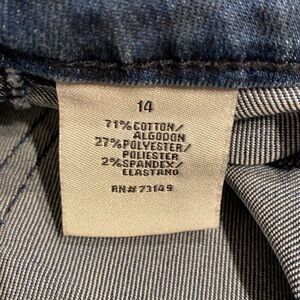 14
71%COTTON/
ALGODON
27%POLYESTER/
POLIESTER
2%SPANDEX/
ELASTANO
RN# 73149